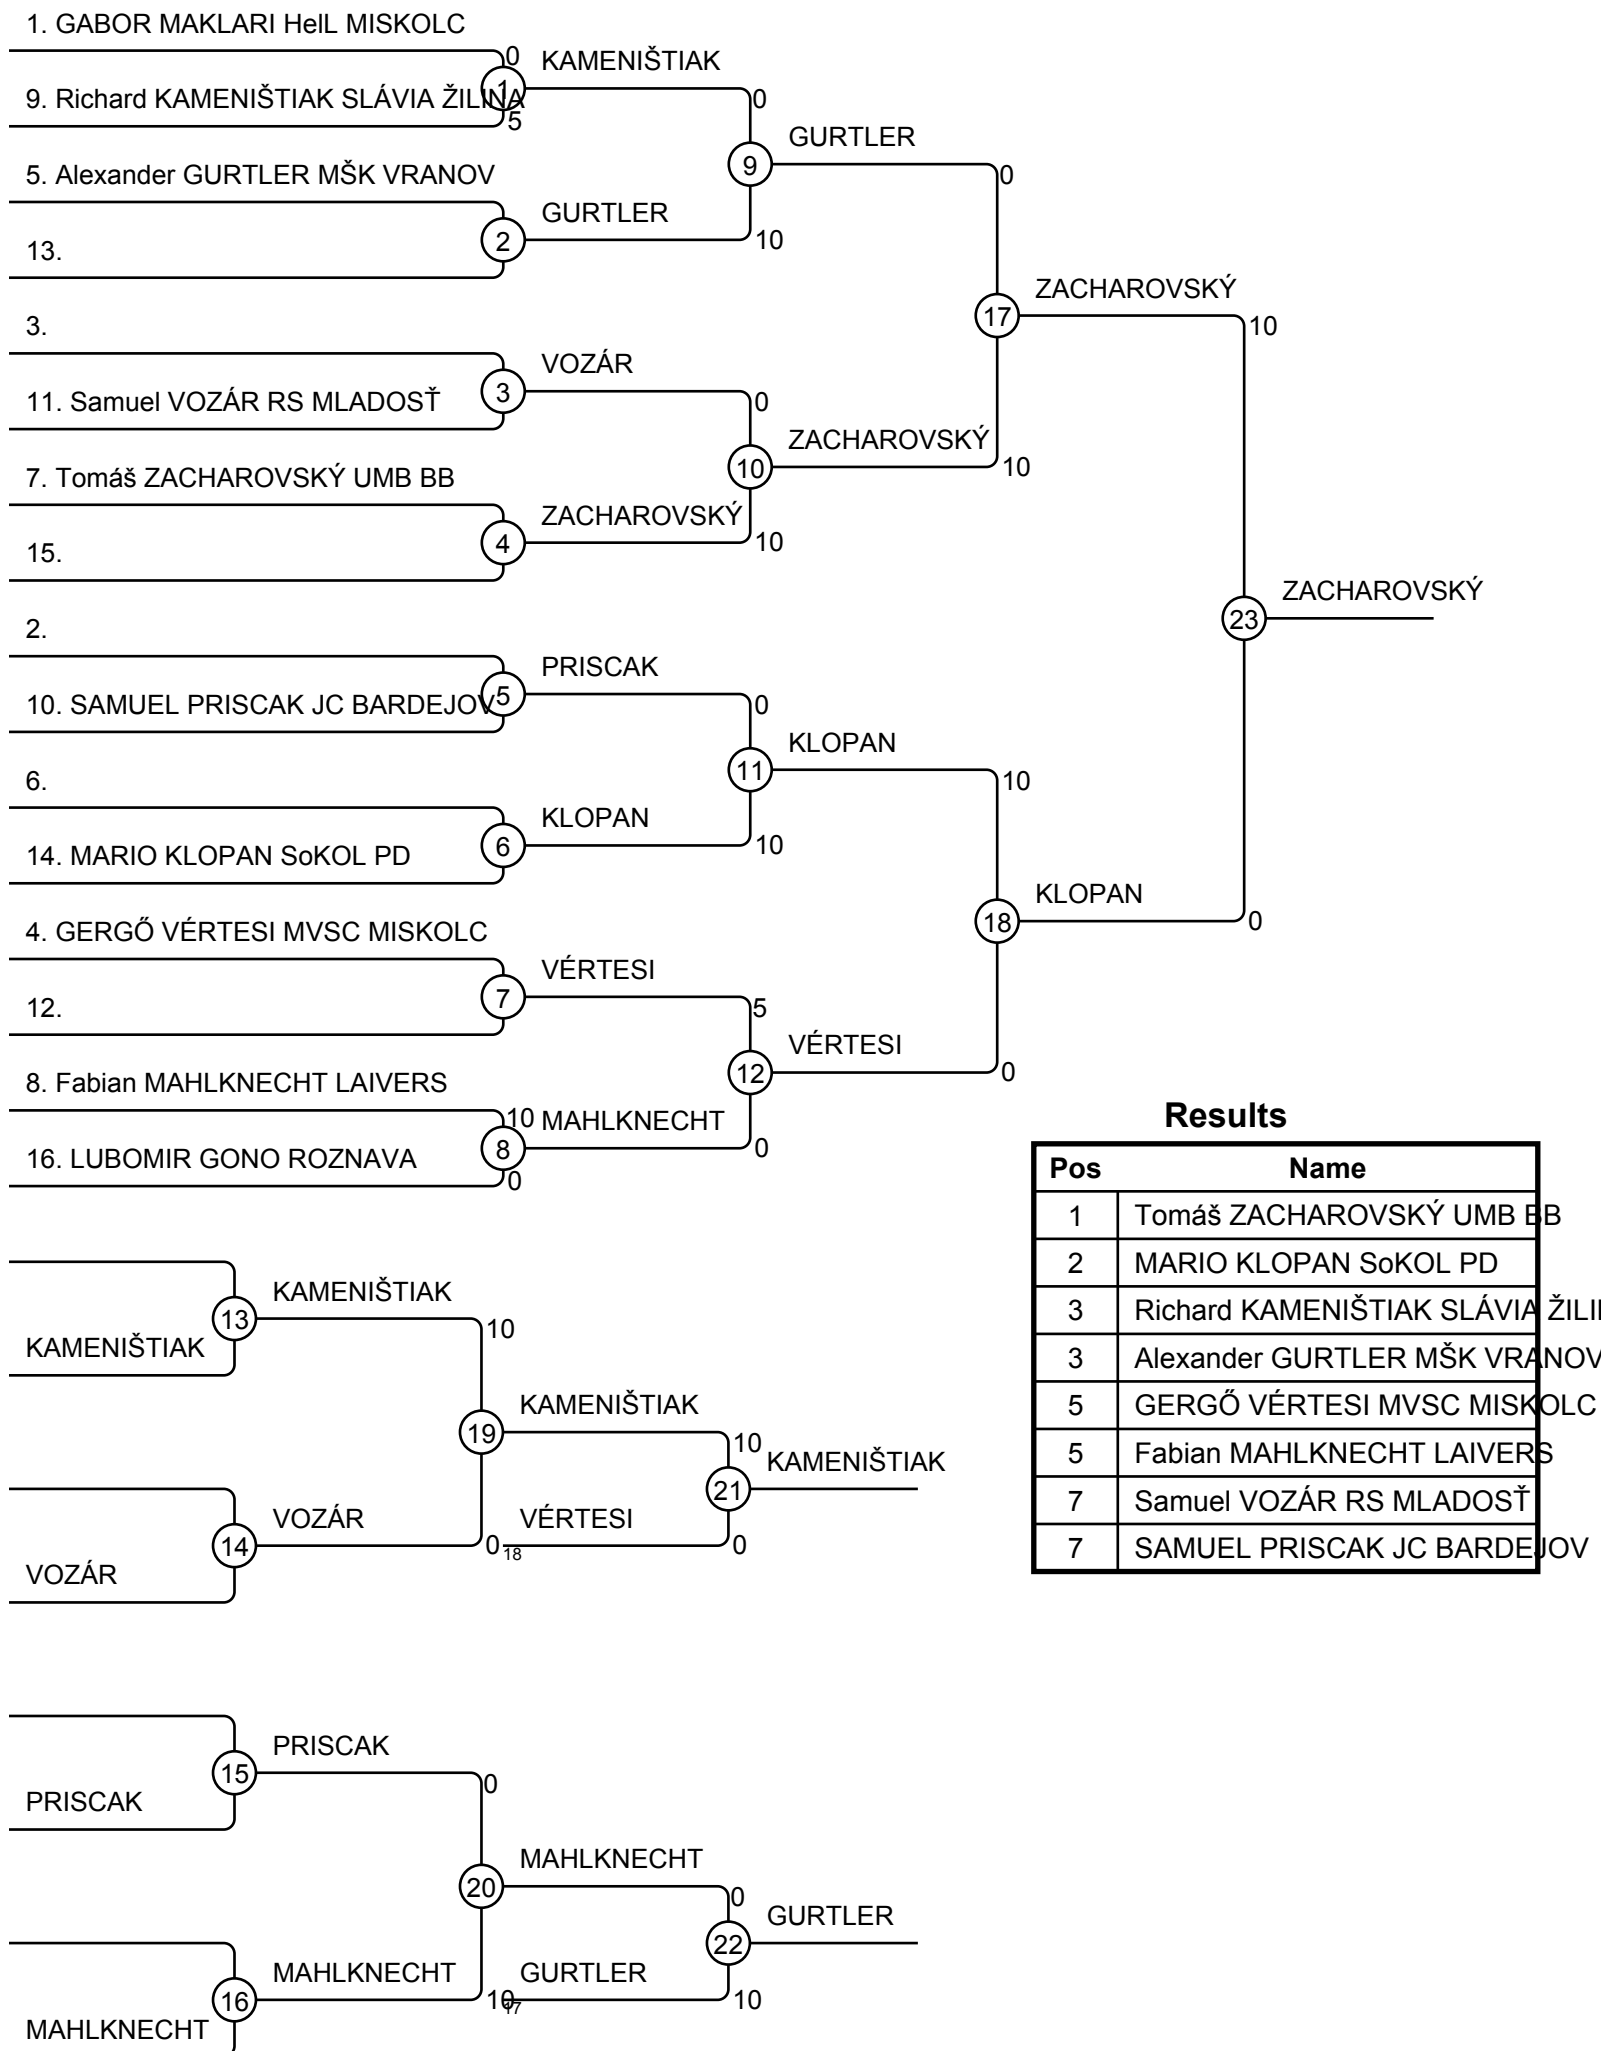 1. GABOR MAKLARI HellL MISKOLC
0
KAMENIŠTIAK
1
9. Richard KAMENIŠTIAK SLÁVIA ŽILINA
0
5
GURTLER
5. Alexander GURTLER MŠK VRANOV
9
0
GURTLER
2
10
13.
ZACHAROVSKÝ
3.
17
10
VOZÁR
3
11. Samuel VOZÁR RS MLADOSŤ
0
ZACHAROVSKÝ
10
10
7. Tomáš ZACHAROVSKÝ UMB BB
ZACHAROVSKÝ
4
10
15.
ZACHAROVSKÝ
23
2.
PRISCAK
5
10. SAMUEL PRISCAK JC BARDEJOV
0
KLOPAN
11
10
6.
KLOPAN
6
10
14. MARIO KLOPAN SoKOL PD
KLOPAN
18
0
4. GERGŐ VÉRTESI MVSC MISKOLC
VÉRTESI
7
12.
5
VÉRTESI
12
0
8. Fabian MAHLKNECHT LAIVERS
10
MAHLKNECHT
8
0
16. LUBOMIR GONO ROZNAVA
0
Results
Pos Name
1 Tomáš ZACHAROVSKÝ UMB BB
2 MARIO KLOPAN SoKOL PD
3 Richard KAMENIŠTIAK SLÁVIA ŽILI
3 Alexander GURTLER MŠK VRANOV
5 GERGŐ VÉRTESI MVSC MISKOLC
5 Fabian MAHLKNECHT LAIVERS
7 Samuel VOZÁR RS MLADOSŤ
7 SAMUEL PRISCAK JC BARDEJOV
KAMENIŠTIAK
13
10
KAMENIŠTIAK
KAMENIŠTIAK
19
10
KAMENIŠTIAK
21
VOZÁR
14
0
18
VÉRTESI
0
VOZÁR
PRISCAK
15
0
PRISCAK
MAHLKNECHT
20
0
GURTLER
22
MAHLKNECHT
16
10
17
GURTLER
10
MAHLKNECHT